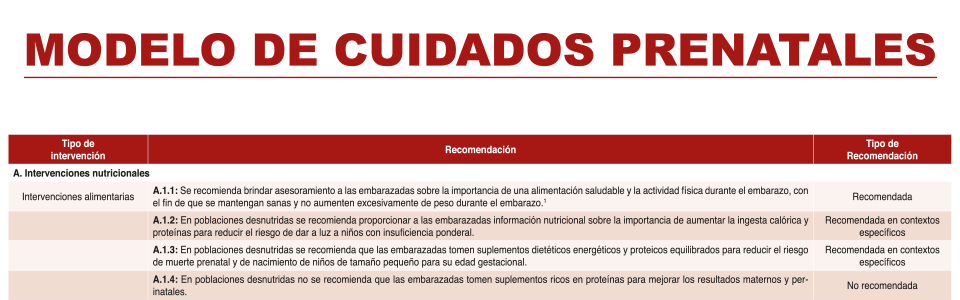 MODELO DE CUIDADOS PRENATALES
Tipo de
intervención
Recomendación
Tipo de
Recomendación
A. Intervenciones nutricionales
Intervenciones alimentarias
A.1.1: Se recomienda brindar asesoramiento a las embarazadas sobre la importancia de una alimentación saludable y la actividad física durante el embarazo, con
el fin de que se mantengan sanas y no aumenten excesivamente de peso durante el embarazo.¹
Recomendada
A.1.2: En poblaciones desnutridas se recomienda proporcionar a las embarazadas información nutricional sobre la importancia de aumentar la ingesta calórica y
proteínas para reducir el riesgo de dar a luz a niños con insuficiencia ponderal.
Recomendada en contextos
específicos
A.1.3: En poblaciones desnutridas se recomienda que las embarazadas tomen suplementos dietéticos energéticos y proteicos equilibrados para reducir el riesgo
de muerte prenatal y de nacimiento de niños de tamaño pequeño para su edad gestacional.
Recomendada en contextos
específicos
A.1.4: En poblaciones desnutridas no se recomienda que las embarazadas tomen suplementos ricos en proteínas para mejorar los resultados maternos y per-
inatales.
No recomendada